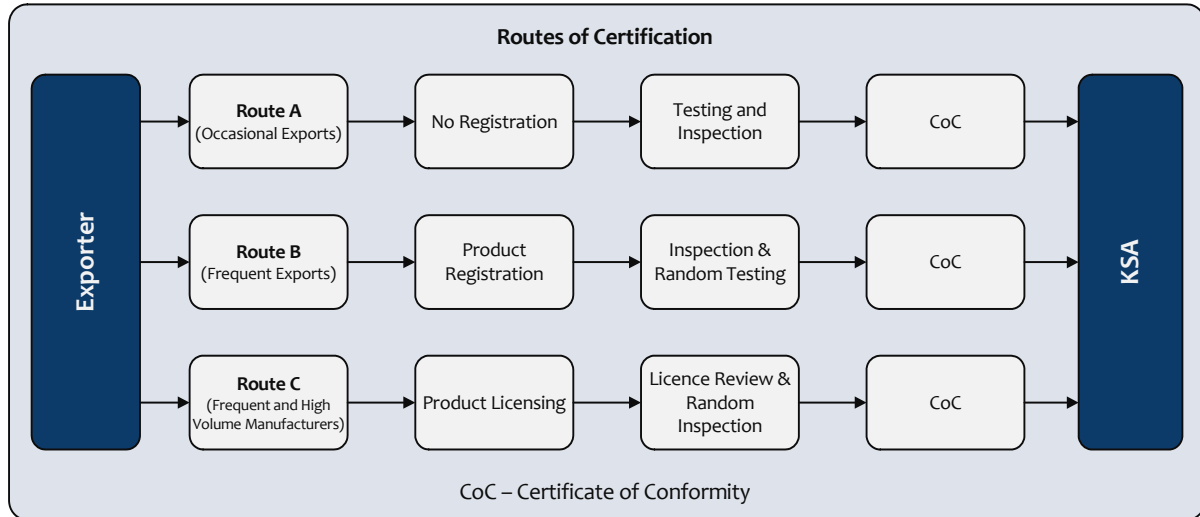 Routes of Certification
Exporter
Route A
(Occasional Exports)
No Registration
Testing and
Inspection
CoC
Route B
(Frequent Exports)
Product
Registration
Inspection &
Random Testing
CoC
Route C
(Frequent and High
Volume Manufacturers)
Product Licensing
Licence Review &
Random
Inspection
CoC
KSA
CoC – Certificate of Conformity